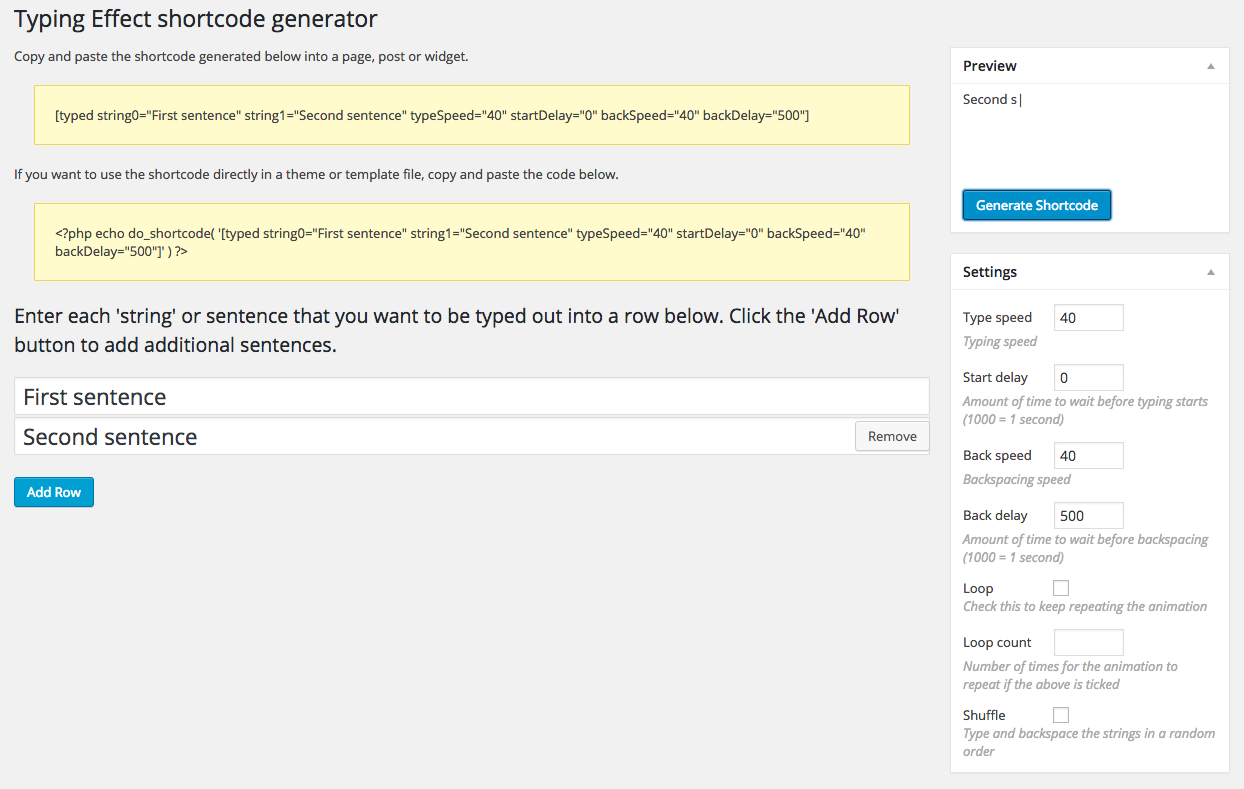 Typing Effect shortcode generator
Copy and paste the shortcode generated below into a page, post or widget.
[typed string0="First sentence" string1="Second sentence" typeSpeed="40" startDelay="0" backSpeed="40" backDelay="500"]
If you want to use the shortcode directly in a theme or template file, copy and paste the code below.
<?php echo do_shortcode( '[typed string0="First sentence" string1="Second sentence" typeSpeed="40" startDelay="0" backSpeed="40"
backDelay="500"]' ) ?>
Enter each 'string' or sentence that you want to be typed out into a row below. Click the 'Add Row'
button to add additional sentences.
First sentence
Second sentence
Remove
Add Row
Preview
Second s|
Generate Shortcode
Settings
Type speed 40
Typing speed
Start delay 0
Amount of time to wait before typing starts
(1000 = 1 second)
Back speed 40
Backspacing speed
Back delay 500
Amount of time to wait before backspacing
(1000 = 1 second)
Loop
Check this to keep repeating the animation
Loop count
Number of times for the animation to
repeat if the above is ticked
Shuffle
Type and backspace the strings in a random
order